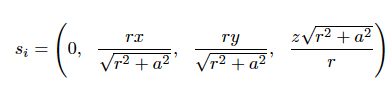 $s_i = \left(0, \ \frac{rx}{\sqrt{r^2+a^2}}, \ \frac{ry}{\sqrt{r^2+a^2}}, \ \frac{z\sqrt{r^2+a^2}}{r}\right)$